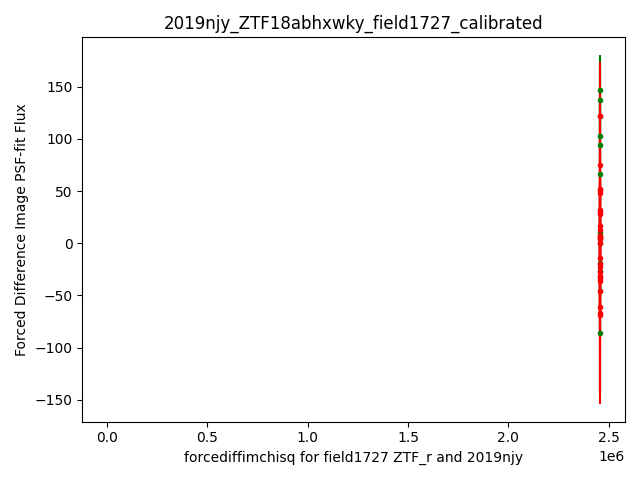 2019njy_ZTF18abhxwky_field1727_calibrated
Forced Difference Image PSF-fit Flux
150
100
50
0
−50
−100
−150
0.0 0.5 1.0 1.5 2.0 2.5
1e6
forcediffimchisq for field1727 ZTF_r and 2019njy